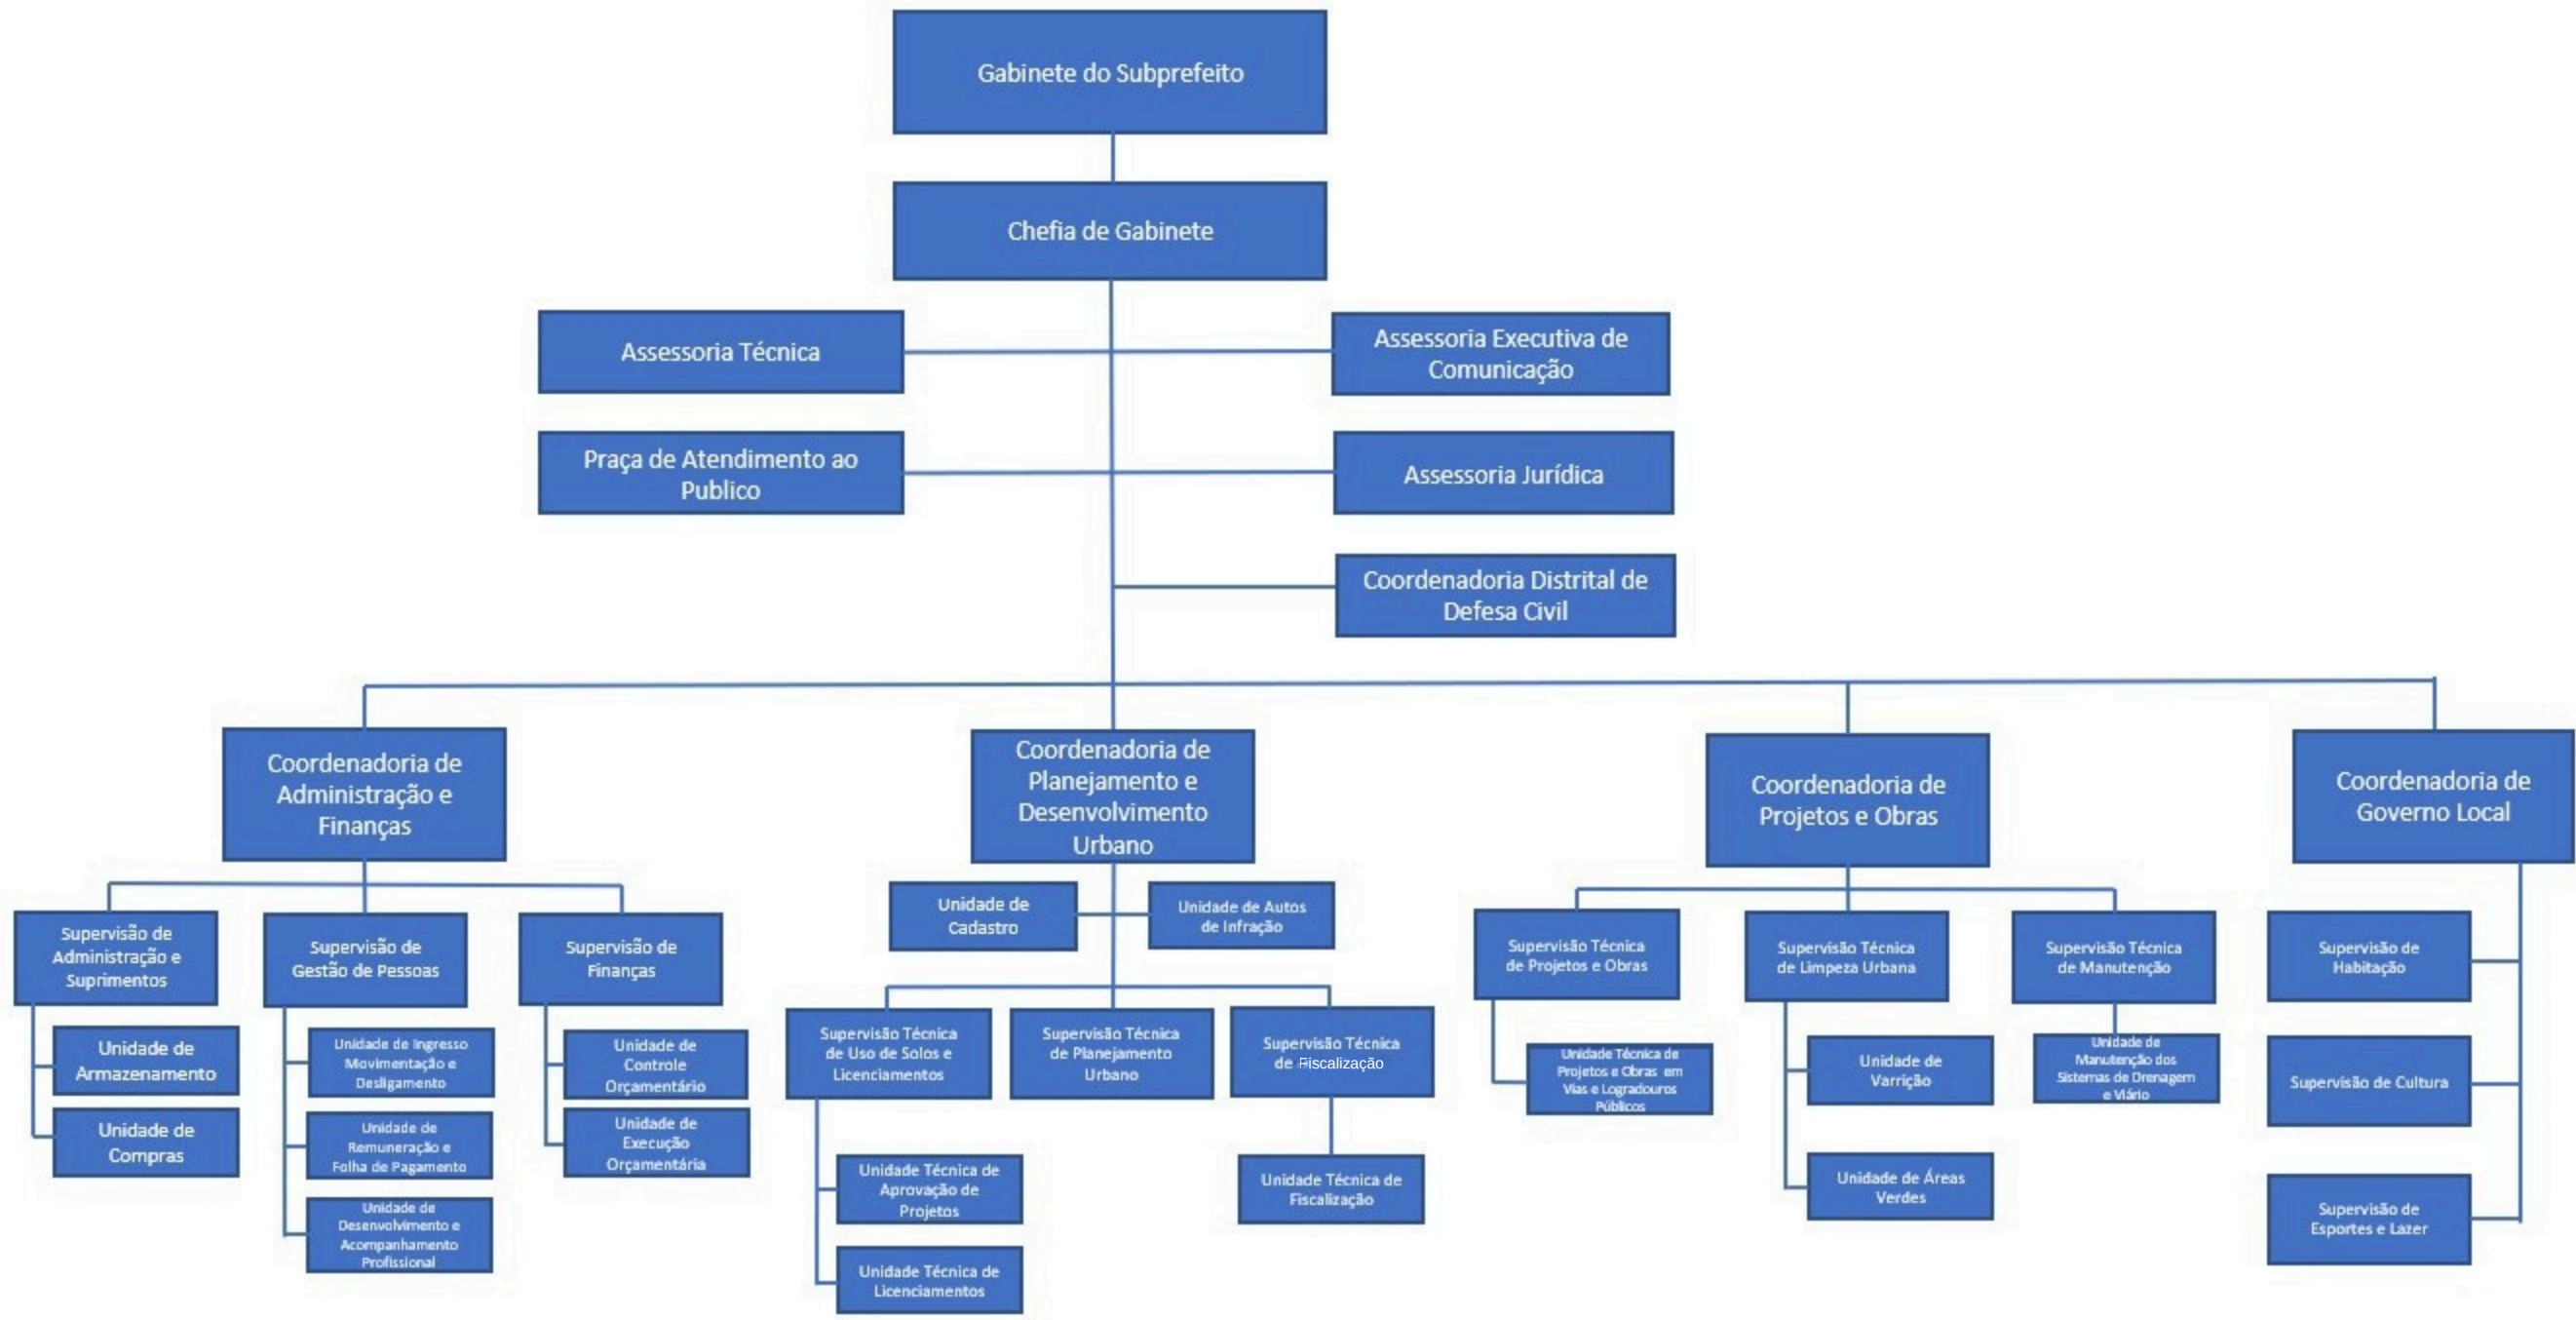 Gabinete do Subprefeito
Chefia de Gabinete
Assessoria Técnica
Assessoria Executiva de
Comunicação
Praça de Atendimento ao
Publico
Assessoria Jurídica
Coordenadoria Distrital de
Defesa Civil
Coordenadoria de
Administração e
Finanças
Coordenadoria de
Planejamento e
Desenvolvimento
Urbano
Coordenadoria de
Projetos e Obras
Coordenadoria de
Governo Local
Supervisão de
Administração e
Suprimentos
Unidade de
Armazenamento
Unidade de
Compras
Supervisão de
Gestão de Pessoas
Unidade de Ingresso
Movimentação e
Desligamento
Unidade de
Remuneração e
Folha de Pagamento
Unidade de
Desenvolvimento e
Acompanhamento
Profissional
Supervisão de
Finanças
Unidade de
Controle
Orçamentário
Unidade de
Execução
Orçamentária
Unidade de
Cadastro
Unidade de Autos
de Infração
Supervisão Técnica
de Uso de Solos e
Licenciamentos
Unidade Técnica de
Aprovação de
Projetos
Unidade Técnica de
Licenciamentos
Supervisão Técnica
de Planejamento
Urbano
Supervisão Técnica
de Fiscalização
Unidade Técnica de
Fiscalização
Supervisão Técnica
de Projetos e Obras
Unidade Técnica de
Projetos e Obras em
Vias e Logradouros
Públicos
Supervisão Técnica
de Limpeza Urbana
Unidade de
Varrição
Unidade de Áreas
Verdes
Supervisão Técnica
de Manutenção
Unidade de
Manutenção dos
Sistemas de Drenagem
e Viário
Supervisão de
Habitação
Supervisão de Cultura
Supervisão de
Esportes e Lazer